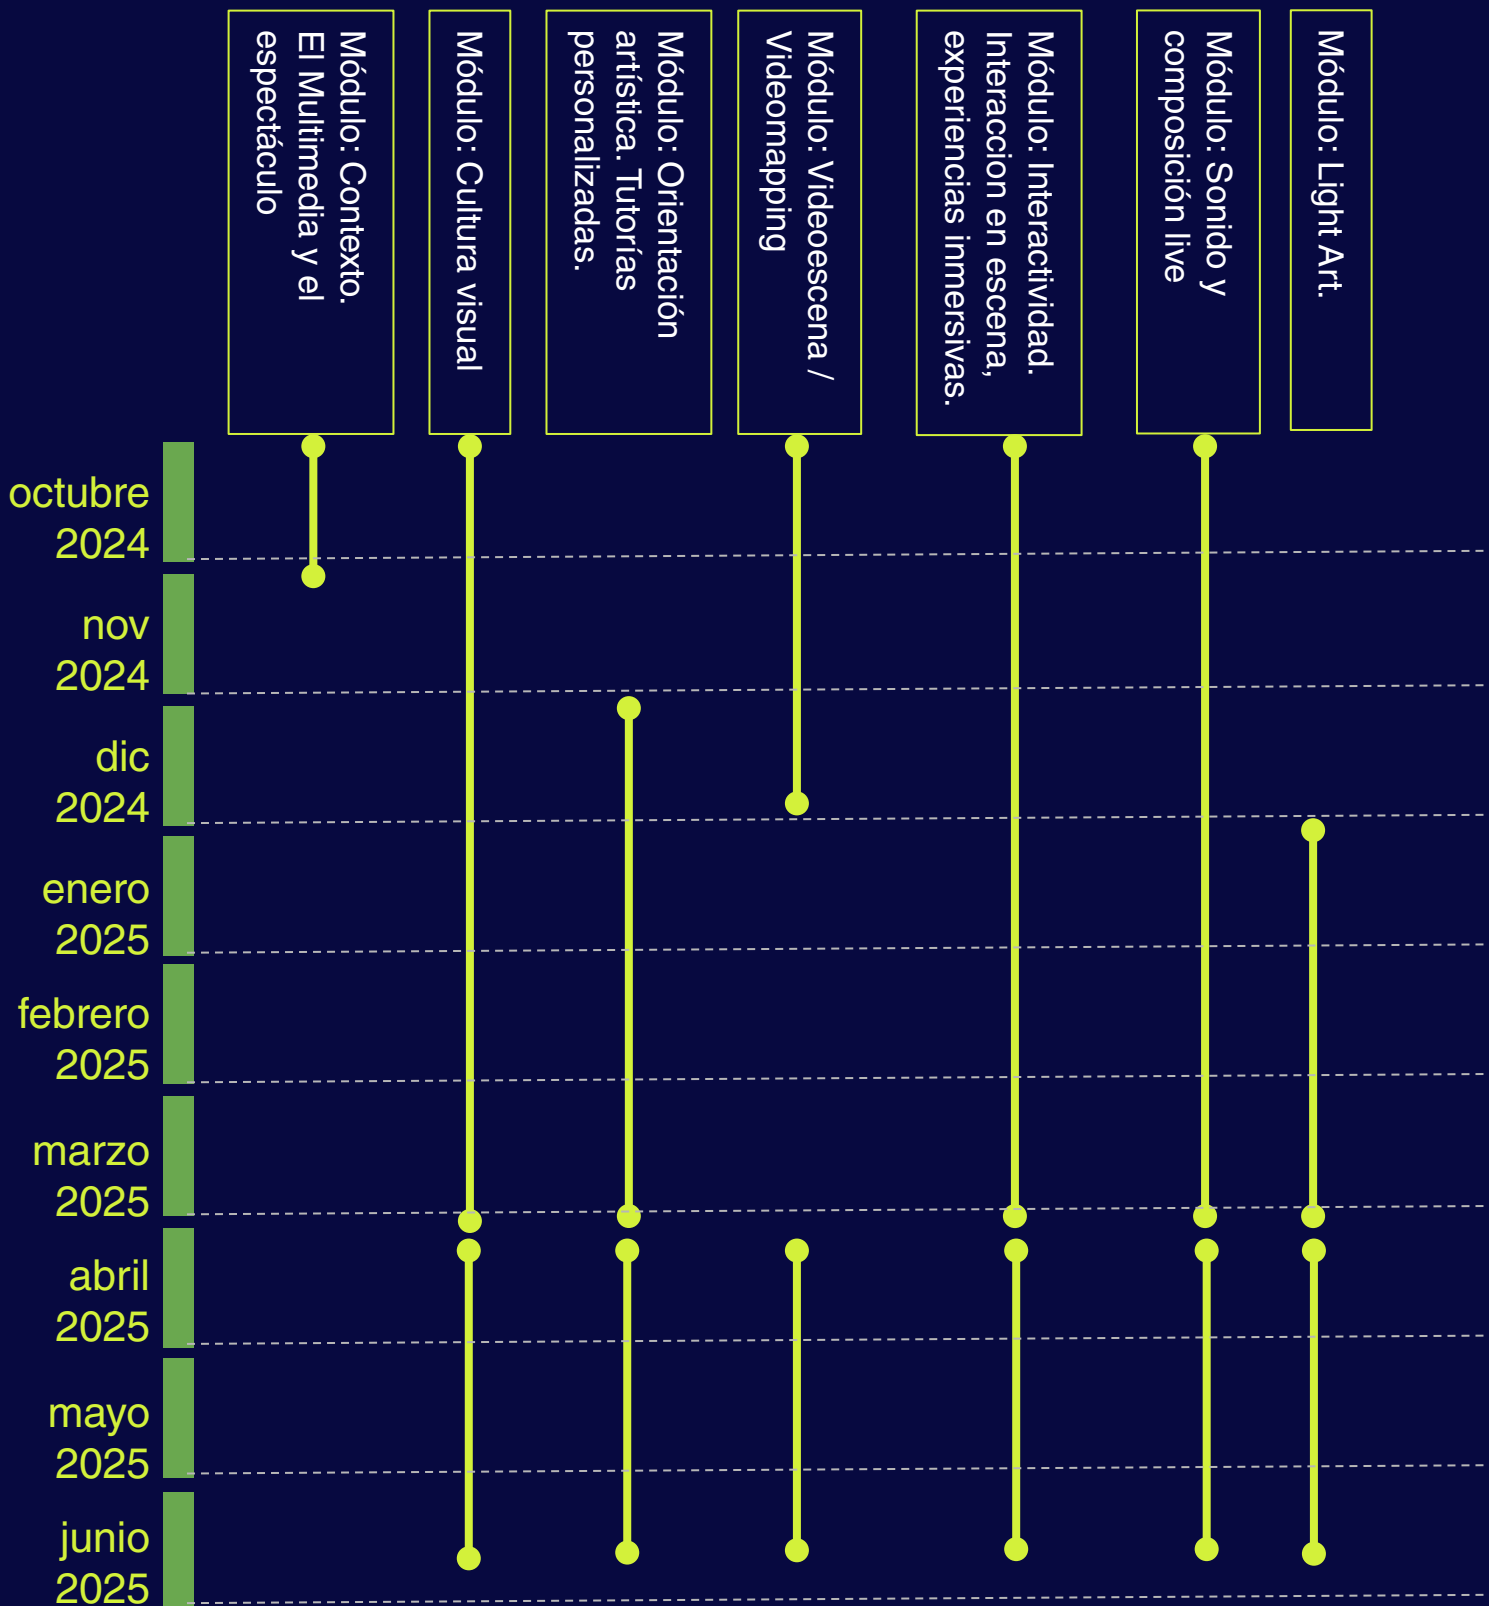 Módulo: Contexto.
El Multimedia y el
espectáculo
Módulo: Cultura visual
Módulo: Orientación
artística. Tutorías
personalizadas.
Módulo: Videoescena /
Videomapping
Módulo: Interactividad.
Interaccion en escena,
experiencias inmersivas.
Módulo: Sonido y
composición live
Módulo: Light Art.
octubre
2024
nov
2024
dic
2024
enero
2025
febrero
2025
marzo
2025
abril
2025
mayo
2025
junio
2025